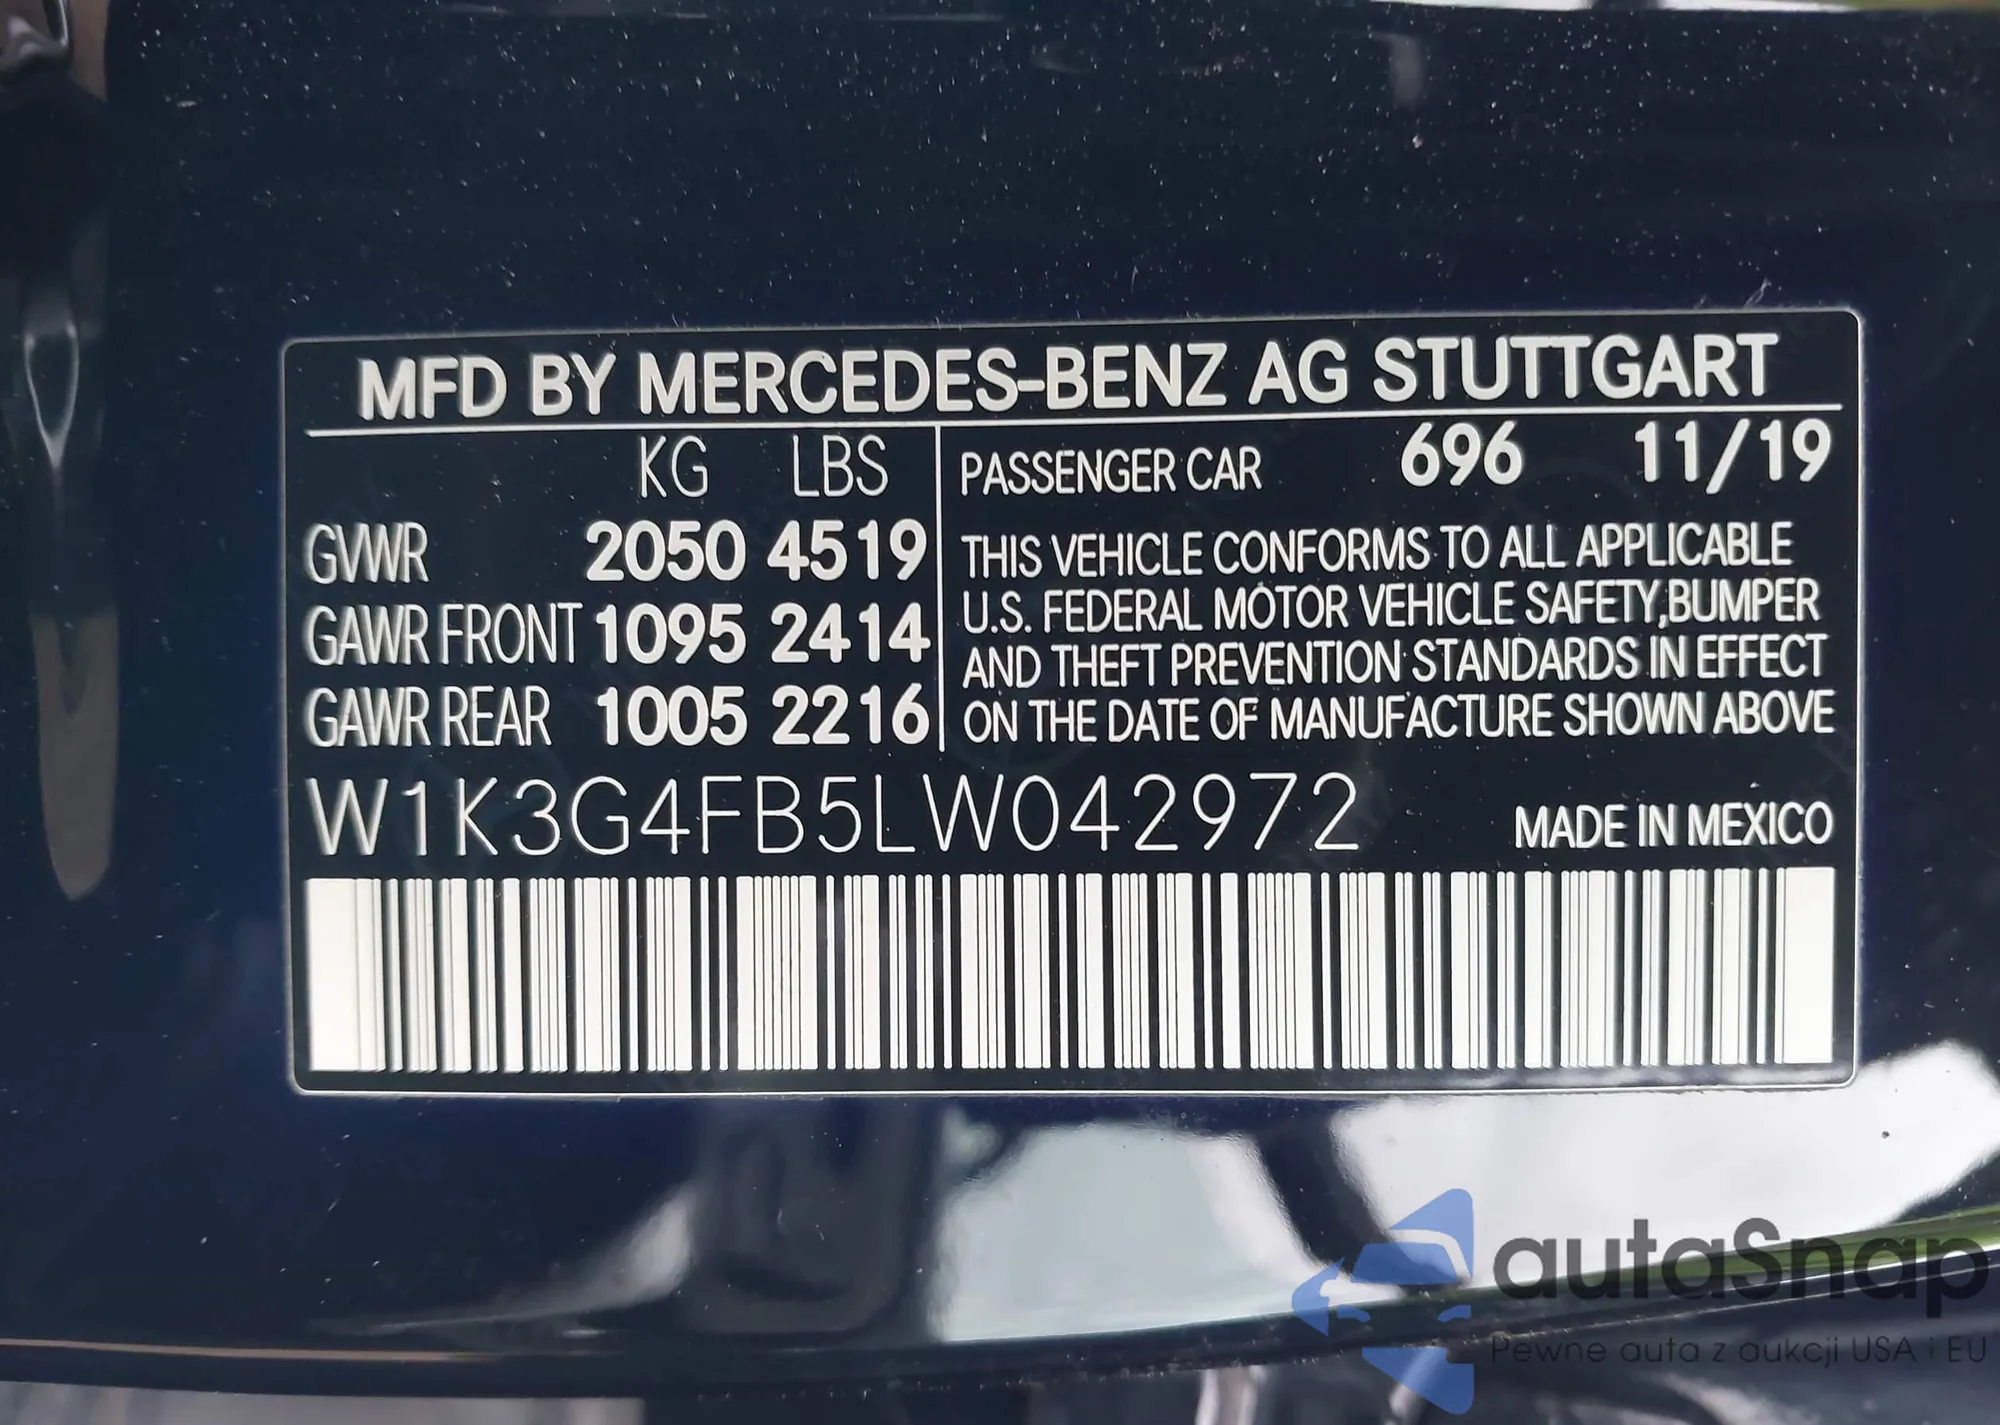 MFD BY MERCEDES-BENZ AG STUTTGART
KG LBS
GVWR 2050 4519
GAWR FRONT 1095 2414
GAWR REAR 1005 2216
PASSENGER CAR 696 11/19
THIS VEHICLE CONFORMS TO ALL APPLICABLE
U.S. FEDERAL MOTOR VEHICLE SAFETY,BUMPER
AND THEFT PREVENTION STANDARDS IN EFFECT
ON THE DATE OF MANUFACTURE SHOWN ABOVE
W1K3G4FB5LW042972
MADE IN MEXICO
autaSnap
Pewne auta z aukcji USA i EU